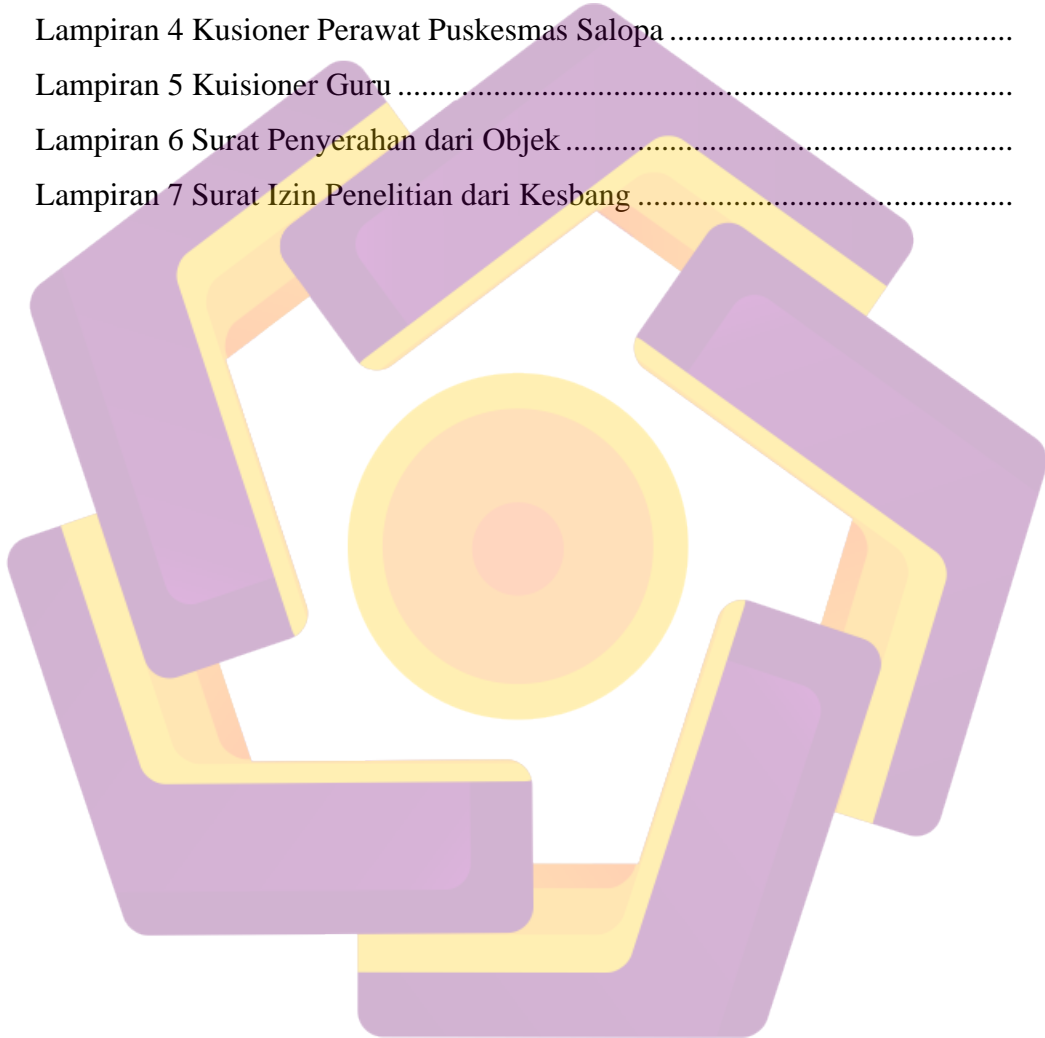 Lampiran 4 Kusioner Perawat Puskesmas Salopa ...........................................
Lampiran 5 Kuisioner Guru .............................................................................
Lampiran 6 Surat Penyerahan dari Objek ........................................................
Lampiran 7 Surat Izin Penelitian dari Kesbang ...............................................